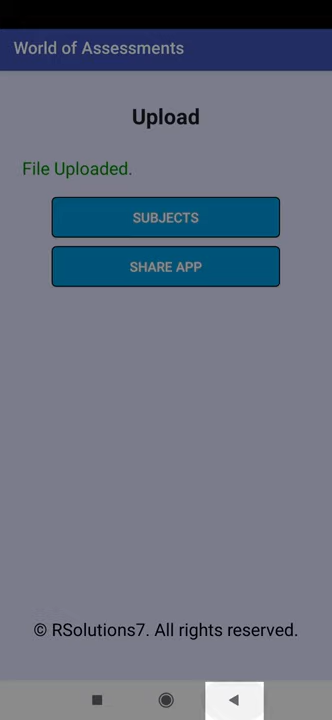 World of Assessments
Upload
File Uploaded.
SUBJECTS
SHARE APP
© RSolutions7. All rights reserved.